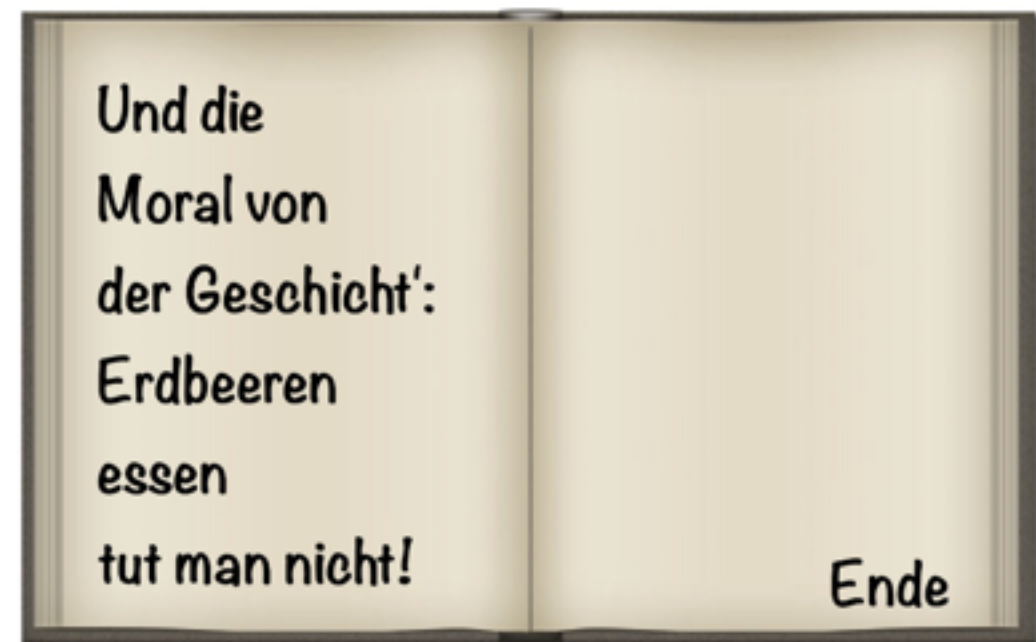 Und die
Moral von
der Geschicht':
Erdbeeren
essen
tut man nicht!
Ende